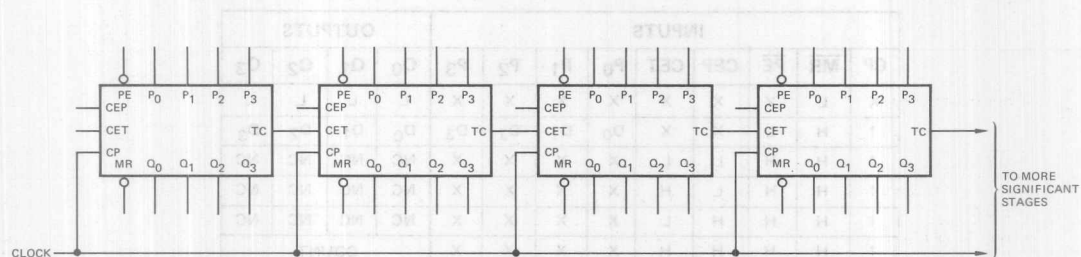 PE P0 P1 P2 P3
CEP
CET TC
CP
MR Q0 Q1 Q2 Q3
PE P0 P1 P2 P3
CEP
CET TC
CP
MR Q0 Q1 Q2 Q3
PE P0 P1 P2 P3
CEP
CET TC
CP
MR Q0 Q1 Q2 Q3
PE P0 P1 P2 P3
CEP
CET TC
CP
MR Q0 Q1 Q2 Q3
TO MORE
SIGNIFICANT
STAGES
CLOCK